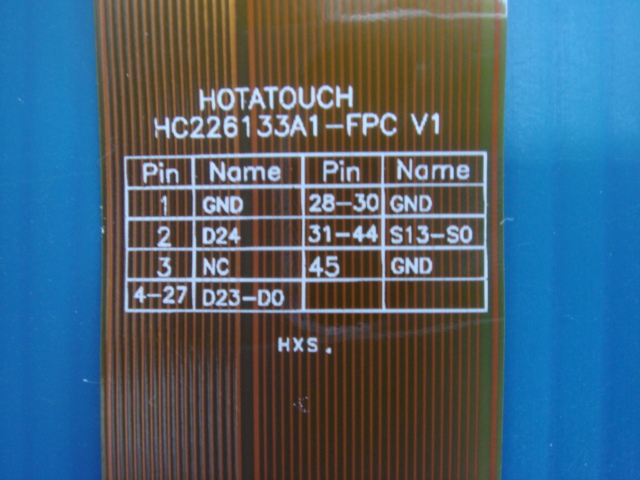 HOTATOUCH
HC226133A1-FPC V1
Pin Name Pin Name
1 GND 28-30 GND
2 D24 31-44 S13-S0
3 NC 45 GND
4-27 D23-D0
HXS.